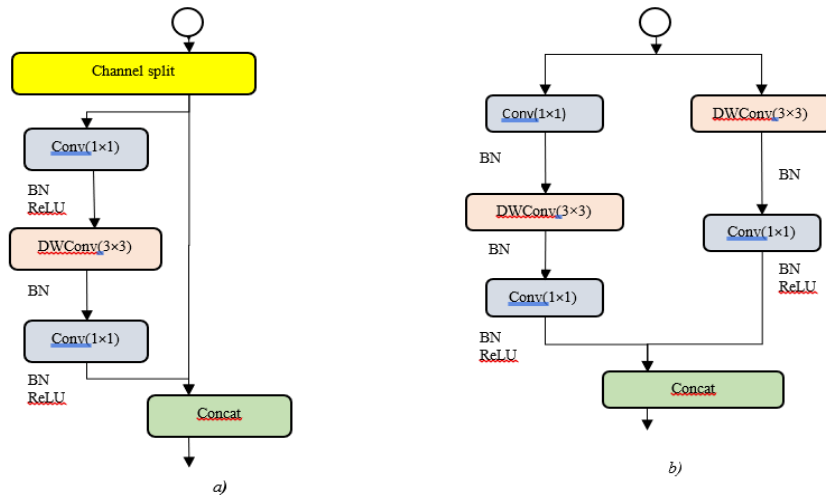 Channel split
Conv(1×1)
BN
ReLU
DWConv(3×3)
BN
Conv(1×1)
BN
ReLU
Concat
a)
Conv(1×1)
BN
DWConv(3×3)
BN
Conv(1×1)
BN
ReLU
DWConv(3×3)
BN
Conv(1×1)
BN
ReLU
Concat
b)